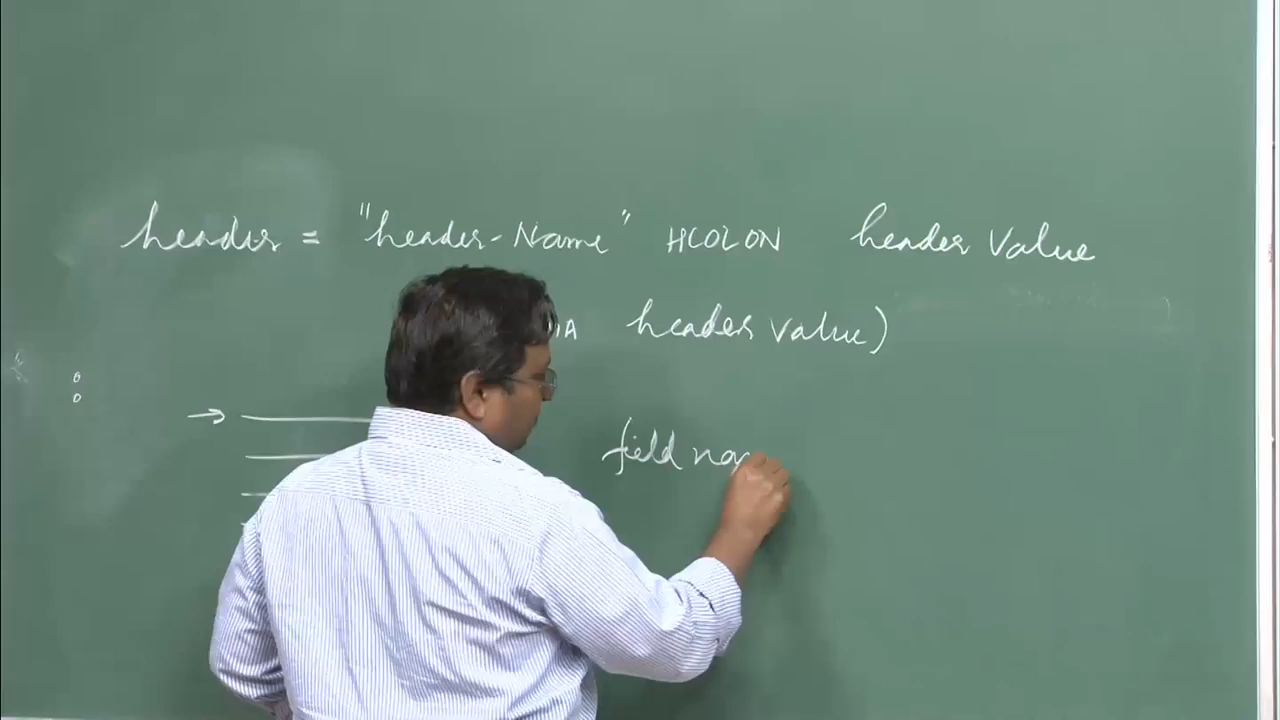 header = "header-Name" HCOLON header Value
header value)
→
field na